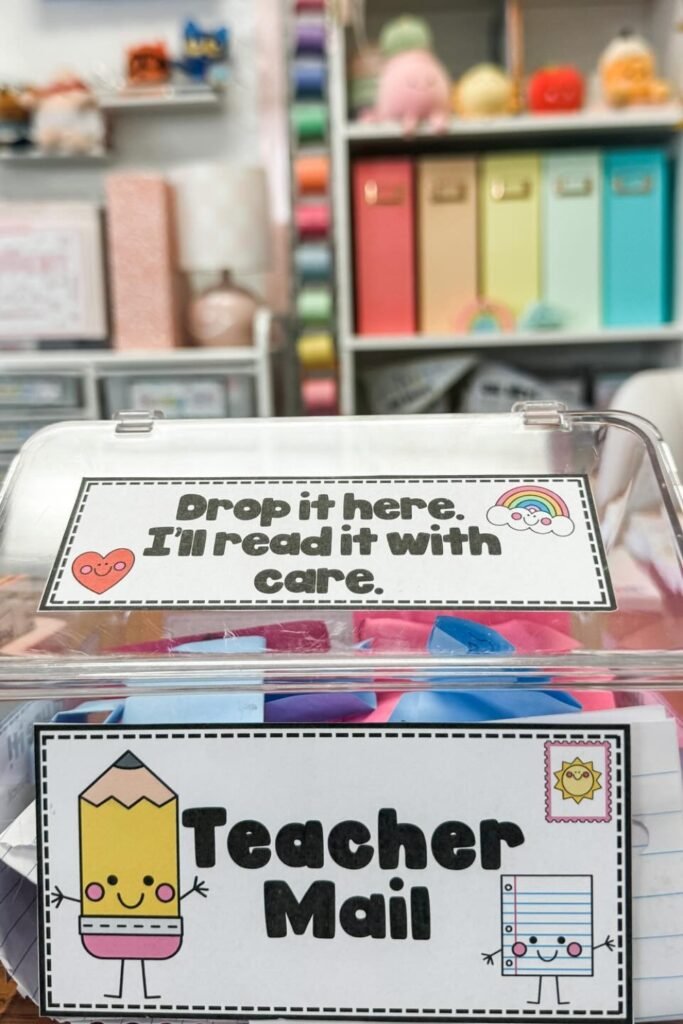 Drop it here.
I'll read it with
care.
Teacher
Mail